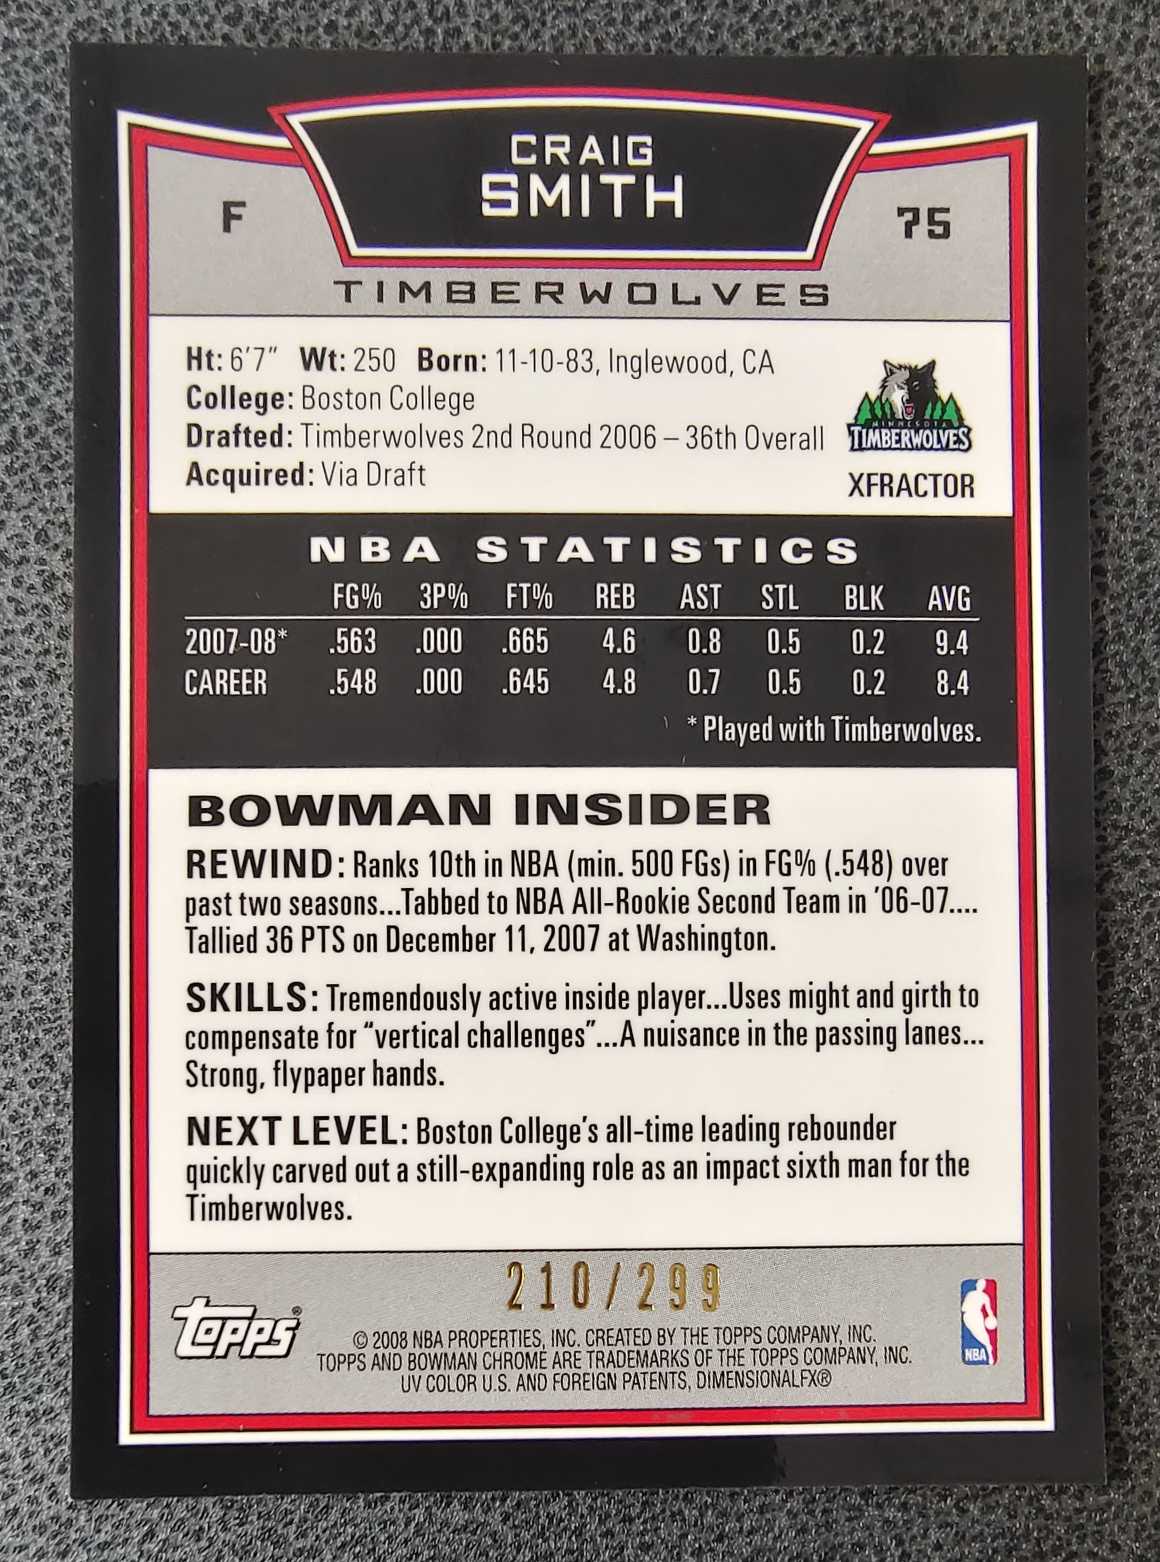 CRAIG
SMITH
F
75
TIMBERWOLVES
Ht: 6'7" Wt: 250 Born: 11-10-83, Inglewood, CA
College: Boston College
Drafted: Timberwolves 2nd Round 2006 – 36th Overall
Acquired: Via Draft
MINNESOTA
TIMBERWOLVES
XFRACTOR
NBA STATISTICS
FG% 3P% FT% REB AST STL BLK AVG
2007-08* .563 .000 .665 4.6 0.8 0.5 0.2 9.4
CAREER .548 .000 .645 4.8 0.7 0.5 0.2 8.4
* Played with Timberwolves.
BOWMAN INSIDER
REWIND: Ranks 10th in NBA (min. 500 FGs) in FG% (.548) over
past two seasons...Tabbed to NBA All-Rookie Second Team in '06-07....
Tallied 36 PTS on December 11, 2007 at Washington.
SKILLS: Tremendously active inside player...Uses might and girth to
compensate for "vertical challenges"...A nuisance in the passing lanes...
Strong, flypaper hands.
NEXT LEVEL: Boston College's all-time leading rebounder
quickly carved out a still-expanding role as an impact sixth man for the
Timberwolves.
210/299
Topps®
© 2008 NBA PROPERTIES, INC. CREATED BY THE TOPPS COMPANY, INC.
TOPPS AND BOWMAN CHROME ARE TRADEMARKS OF THE TOPPS COMPANY, INC.
UV COLOR U.S. AND FOREIGN PATENTS, DIMENSIONALFX®
NBA